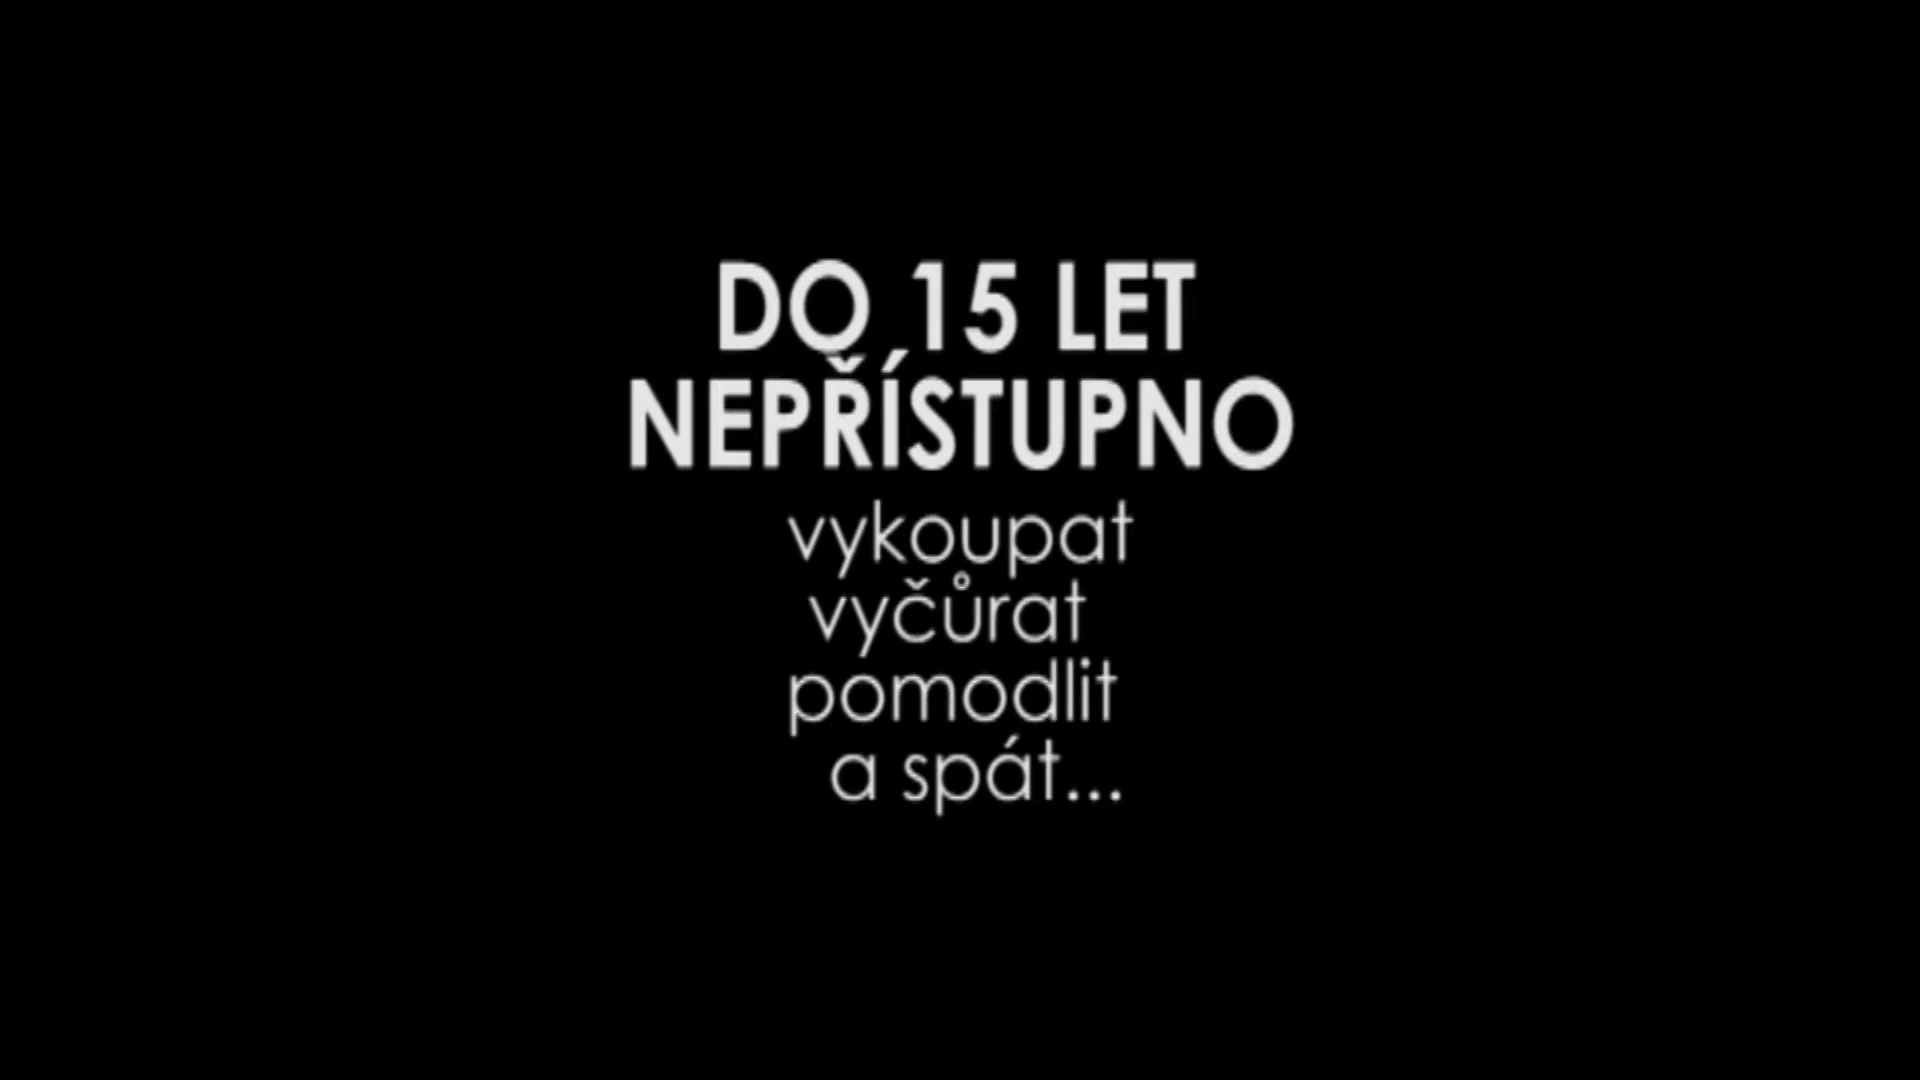 DO 15 LET
NEPŘÍSTUPNO
vykoupat
vyčůrat
pomodlit
a spát...